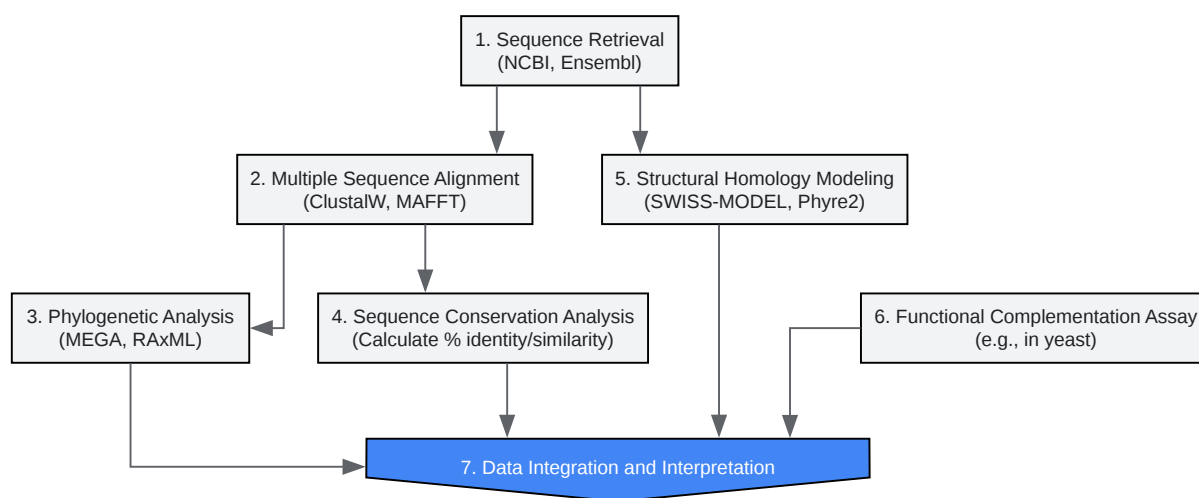 1. Sequence Retrieval
(NCBI, Ensembl)
2. Multiple Sequence Alignment
(ClustalW, MAFFT)
5. Structural Homology Modeling
(SWISS-MODEL, Phyre2)
3. Phylogenetic Analysis
(MEGA, RAxML)
4. Sequence Conservation Analysis
(Calculate % identity/similarity)
6. Functional Complementation Assay
(e.g., in yeast)
7. Data Integration and Interpretation